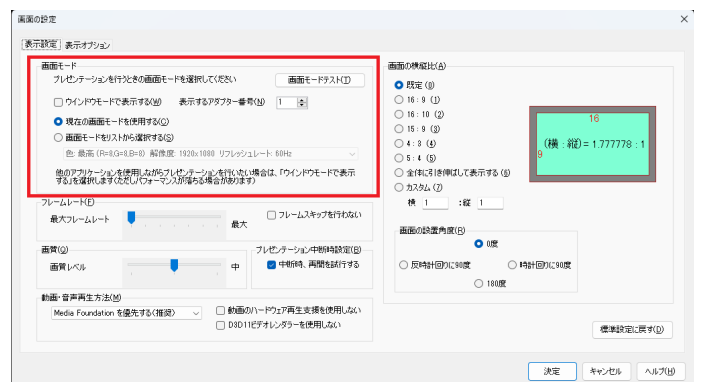 画面の設定
表示設定 表示オプション
画面モード
プレゼンテーションを行うときの画面モードを選択してください
画面モードテスト(T)
ウインドウモードで表示する(W) 表示するアダプター番号(N) 1
現在の画面モードを使用する(C)
画面モードをリストから選択する(S)
色: 最高 (R=8,G=8,B=8) 解像度: 1920x1080 リフレッシュレート: 60Hz
他のアプリケーションを使用しながらプレゼンテーションを行いたい場合は、「ウインドウモードで表示
する」を選択します(ただしパフォーマンスが落ちる場合があります)
フレームレート(F)
最大フレームレート 最大
フレームスキップを行わない
画質(Q)
画質レベル 中
プレゼンテーション中断時設定(B)
中断時、再開を試行する
動画・音声再生方法(M)
Media Foundation を優先する(推奨)
動画のハードウェア再生支援を使用しない
D3D11ビデオレンダラーを使用しない
画面の横縦比(A)
既定 (0)
16 : 9 (1)
16 : 10 (2)
15 : 9 (3)
4 : 3 (4)
5 : 4 (5)
全体に引き伸ばして表示する (6)
カスタム (7)
横 1 :縦 1
16
(横 : 縦)= 1.777778 : 1
9
画面の設置角度(R)
0度
反時計回りに90度 時計回りに90度
180度
標準設定に戻す(D)
決定 キャンセル ヘルプ(H)